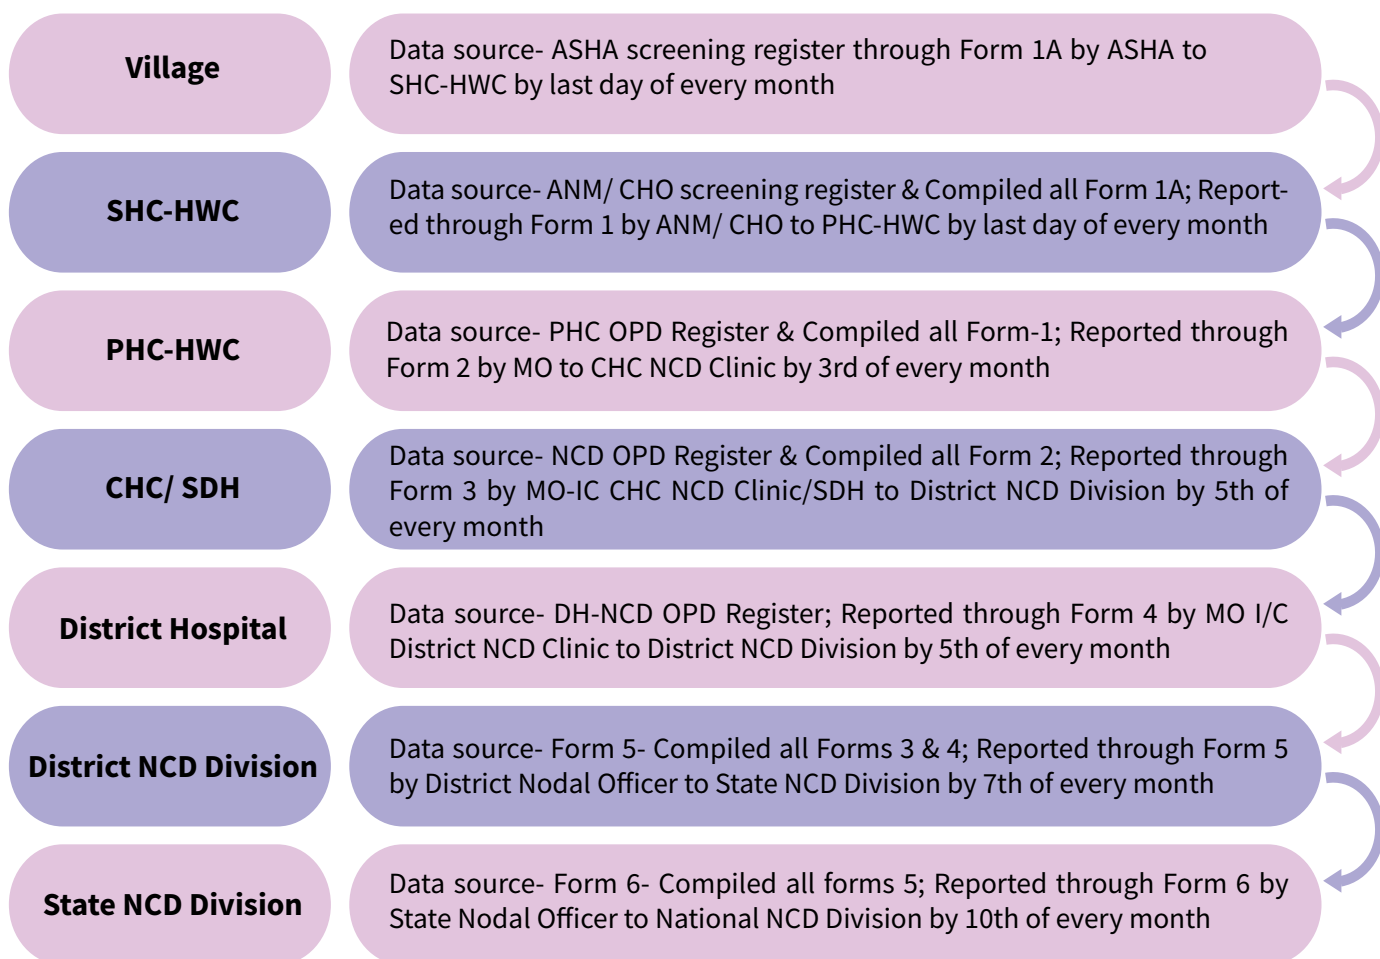 Village
Data source- ASHA screening register through Form 1A by ASHA to
SHC-HWC by last day of every month
SHC-HWC
Data source- ANM/ CHO screening register & Compiled all Form 1A; Report-
ed through Form 1 by ANM/ CHO to PHC-HWC by last day of every month
PHC-HWC
Data source- PHC OPD Register & Compiled all Form-1; Reported through
Form 2 by MO to CHC NCD Clinic by 3rd of every month
CHC/ SDH
Data source- NCD OPD Register & Compiled all Form 2; Reported through
Form 3 by MO-IC CHC NCD Clinic/SDH to District NCD Division by 5th of
every month
District Hospital
Data source- DH-NCD OPD Register; Reported through Form 4 by MO I/C
District NCD Clinic to District NCD Division by 5th of every month
District NCD Division
Data source- Form 5- Compiled all Forms 3 & 4; Reported through Form 5
by District Nodal Officer to State NCD Division by 7th of every month
State NCD Division
Data source- Form 6- Compiled all forms 5; Reported through Form 6 by
State Nodal Officer to National NCD Division by 10th of every month